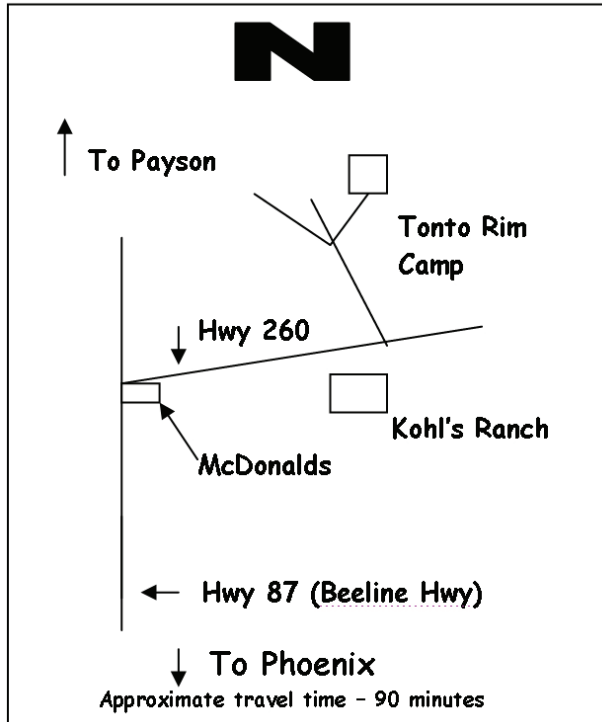 N
To Payson
Tonto Rim
Camp
Hwy 260
Kohl's Ranch
McDonalds
Hwy 87 (Beeline Hwy)
To Phoenix
Approximate travel time – 90 minutes